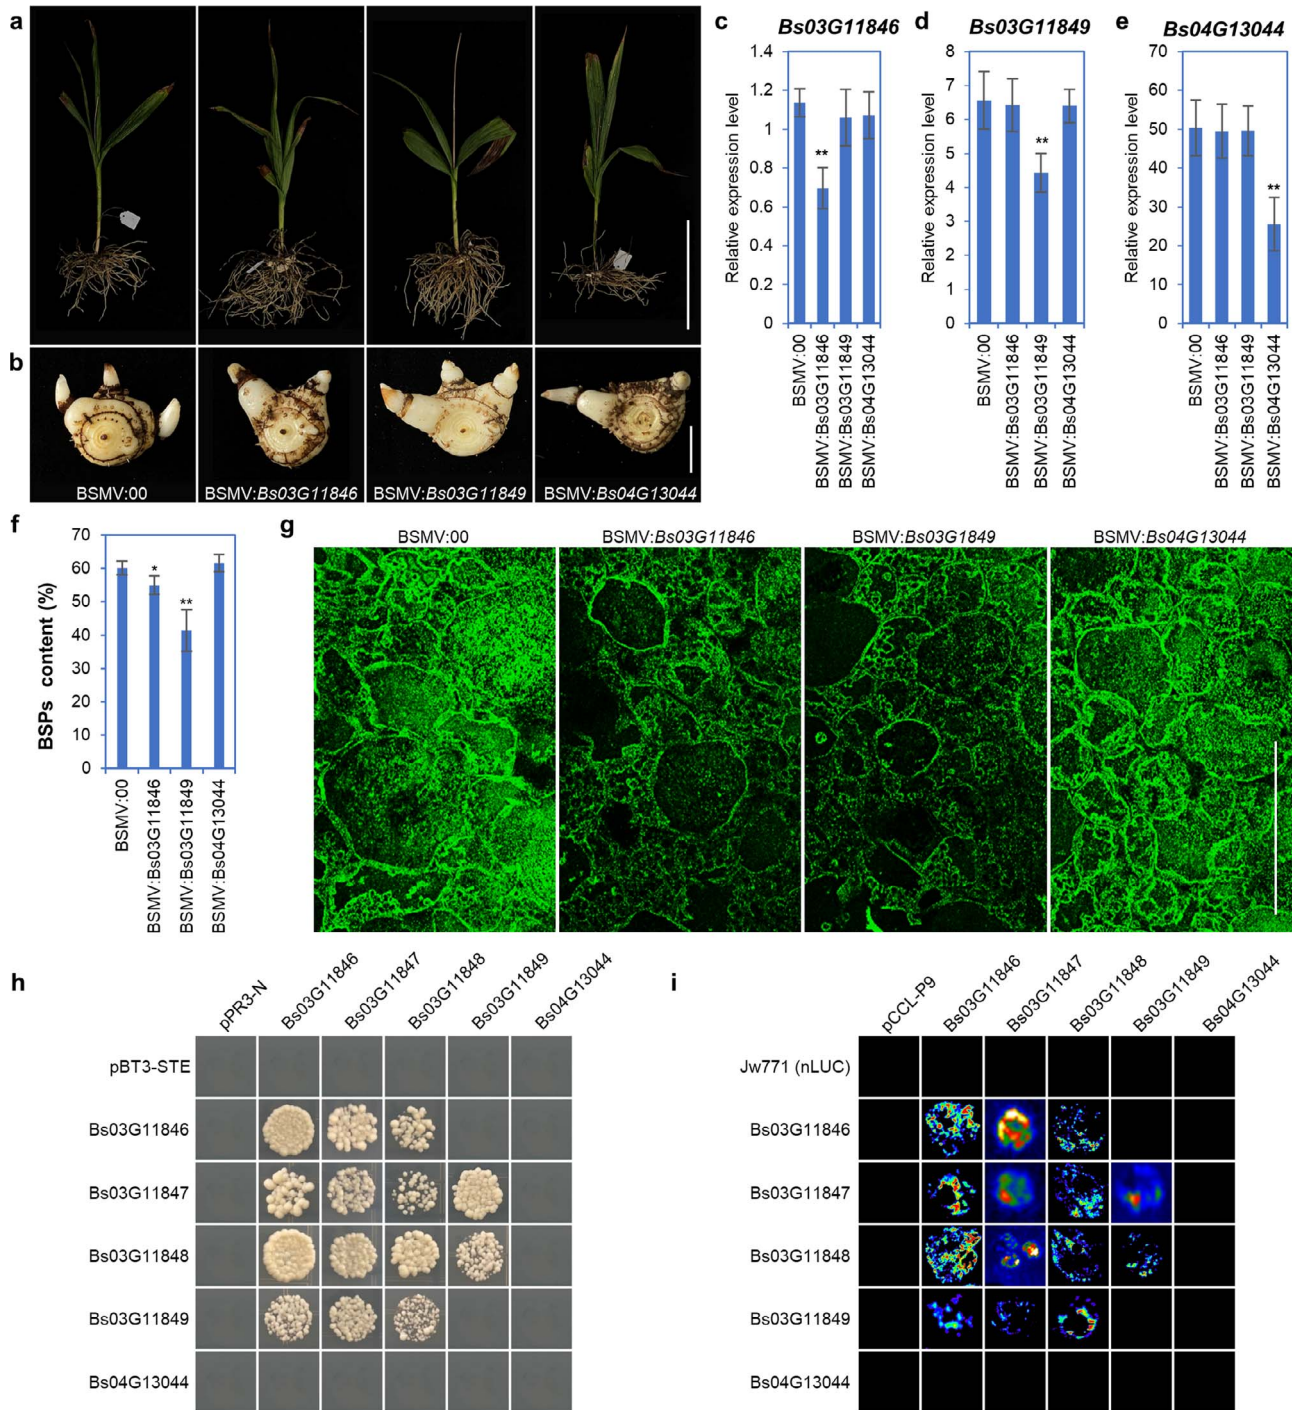 a
b
BSMV:00
BSMV:Bs03G11846
BSMV:Bs03G11849
BSMV:Bs04G13044
c
Bs03G11846
Relative expression level
1.4
1.2
1
0.8
0.6
0.4
0.2
0
**
BSMV:00
BSMV:Bs03G11846
BSMV:Bs03G11849
BSMV:Bs04G13044
d
Bs03G11849
Relative expression level
8
7
6
5
4
3
2
1
0
**
BSMV:00
BSMV:Bs03G11846
BSMV:Bs03G11849
BSMV:Bs04G13044
e
Bs04G13044
Relative expression level
70
60
50
40
30
20
10
0
**
BSMV:00
BSMV:Bs03G11846
BSMV:Bs03G11849
BSMV:Bs04G13044
f
BSPs content (%)
70
60
50
40
30
20
10
0
*
**
BSMV:00
BSMV:Bs03G11846
BSMV:Bs03G11849
BSMV:Bs04G13044
g
BSMV:00
BSMV:Bs03G11846
BSMV:Bs03G1849
BSMV:Bs04G13044
h
pPR3-N
Bs03G11846
Bs03G11847
Bs03G11848
Bs03G11849
Bs04G13044
pBT3-STE
Bs03G11846
Bs03G11847
Bs03G11848
Bs03G11849
Bs04G13044
i
pCCL-P9
Bs03G11846
Bs03G11847
Bs03G11848
Bs03G11849
Bs04G13044
Jw771 (nLUC)
Bs03G11846
Bs03G11847
Bs03G11848
Bs03G11849
Bs04G13044